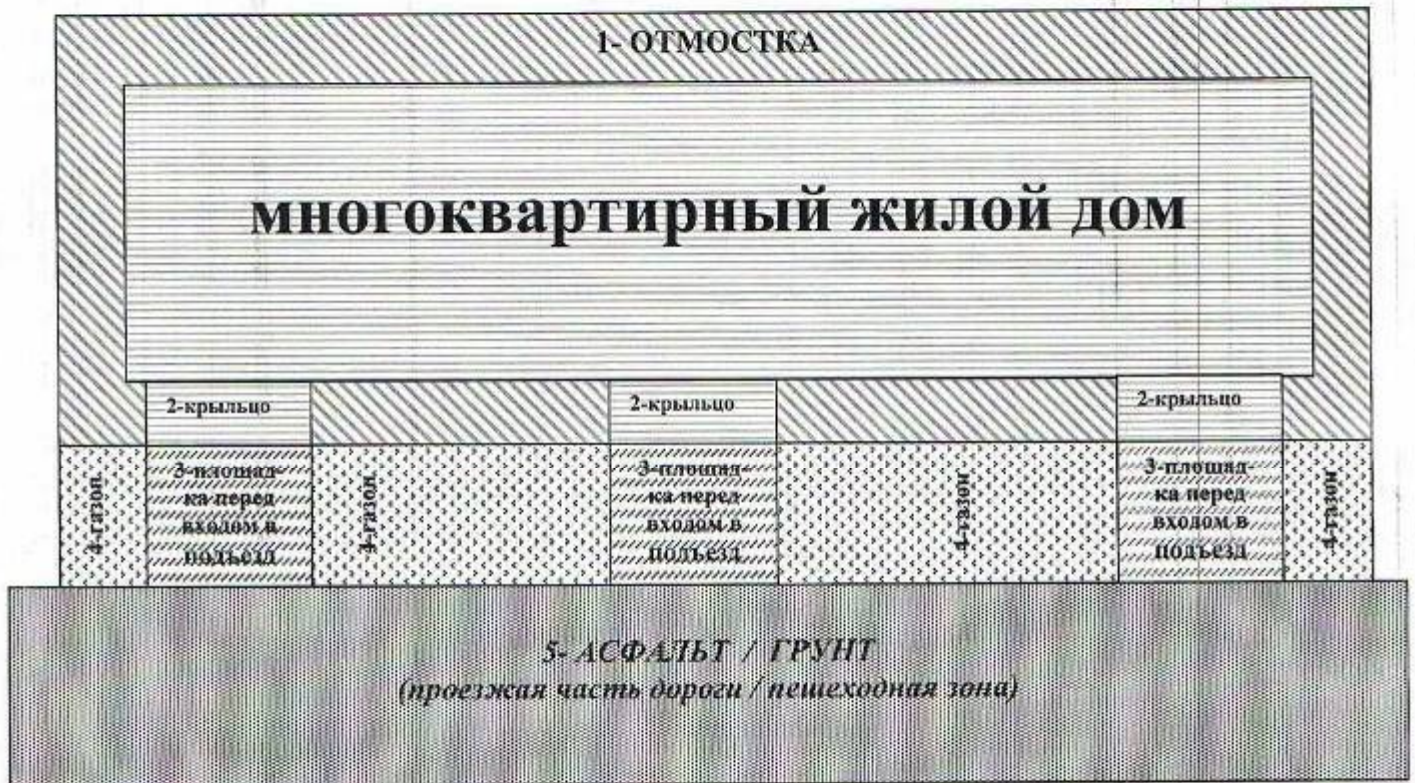 1- ОТМОСТКА
многоквартирный жилой дом
2-крыльцо
2-крыльцо
2-крыльцо
4-газон
3-площад-
ка перед
входом в
подъезд
4-газон
3-площад-
ка перед
входом в
подъезд
4-газон
3-площад-
ка перед
входом в
подъезд
4-газон
5- АСФАЛЬТ / ГРУНТ
(проезжая часть дороги / пешеходная зона)